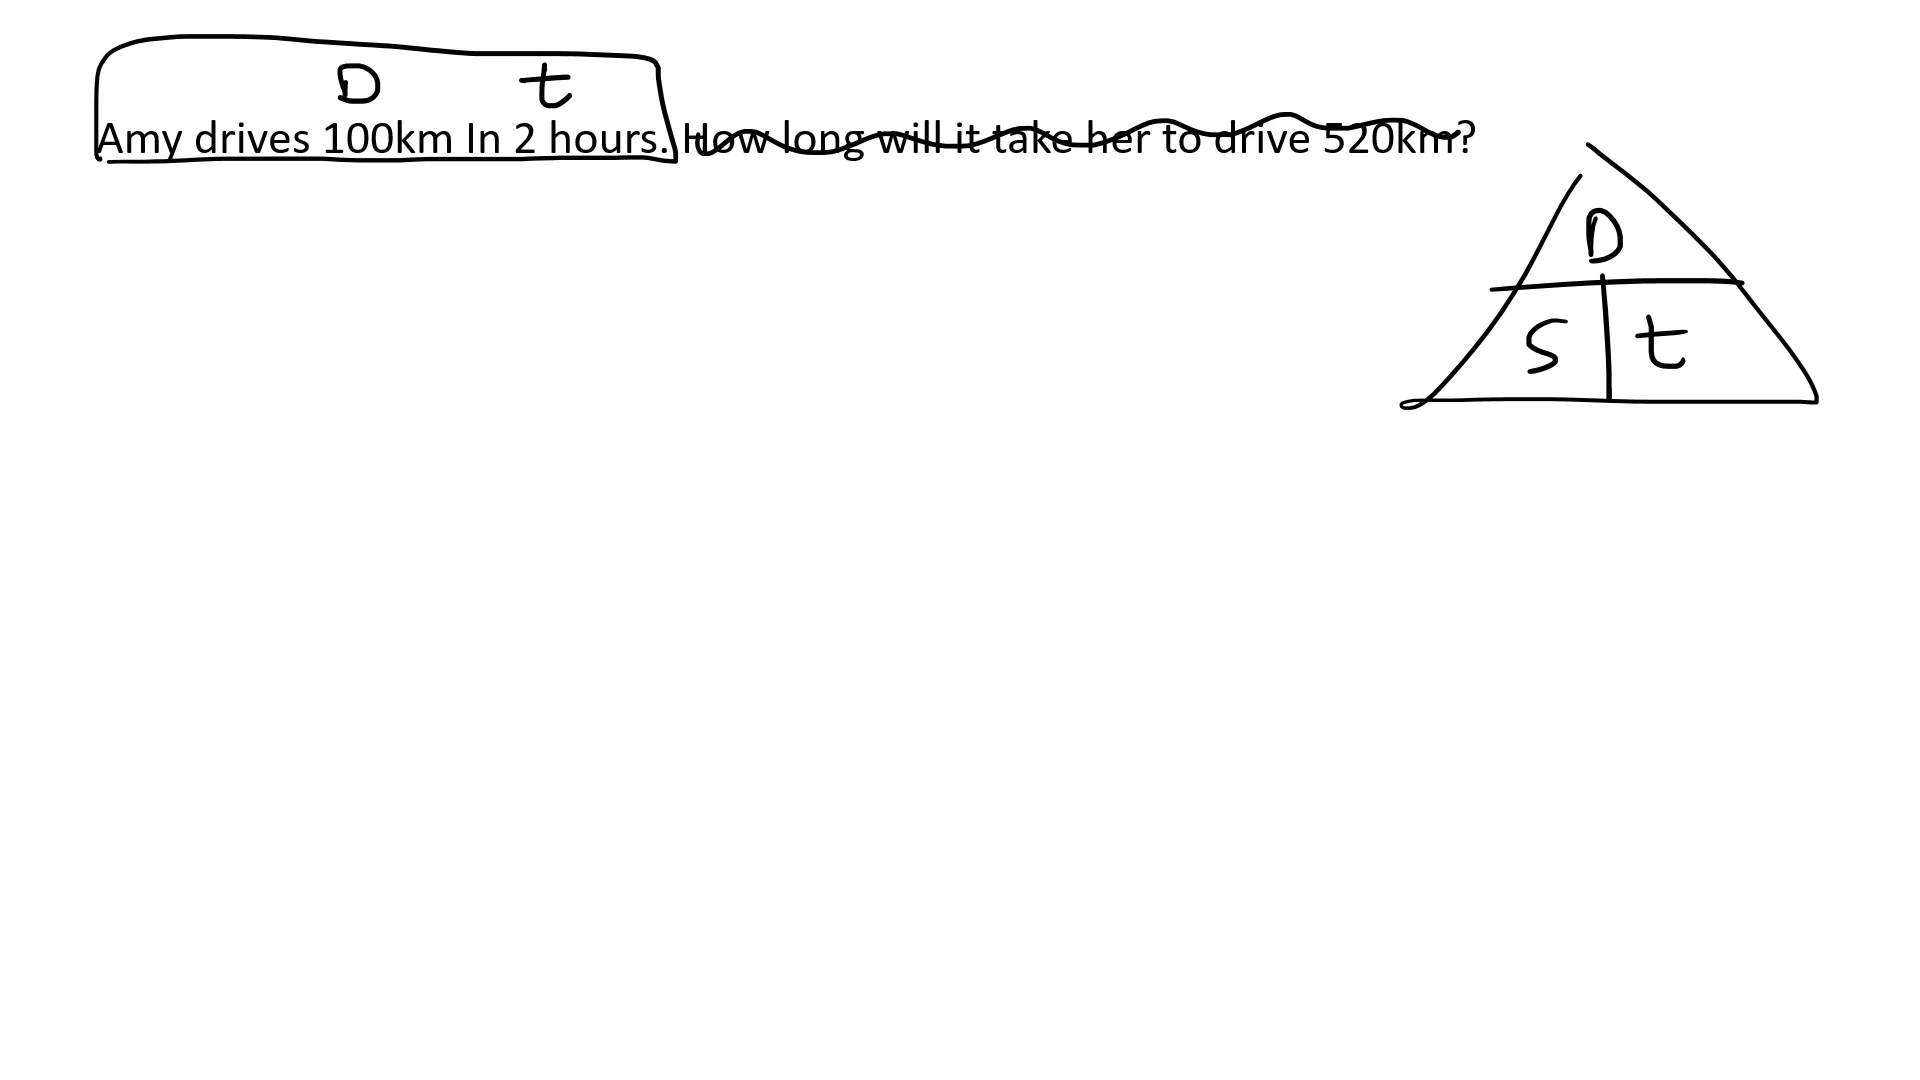 D t
Amy drives 100km In 2 hours. How long will it take her to drive 520km?
D
S t